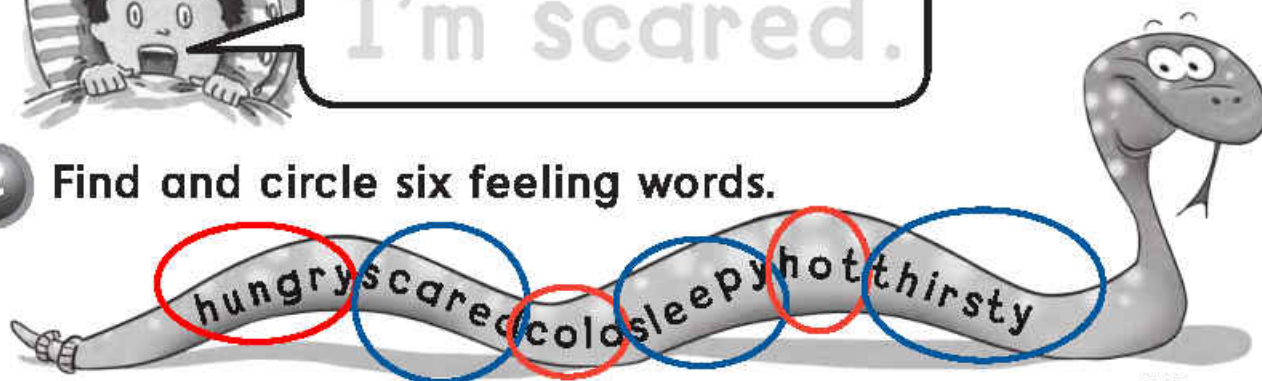 I'm scared.
Find and circle six feeling words.
hungryscaredcoldsleepyhotthirsty